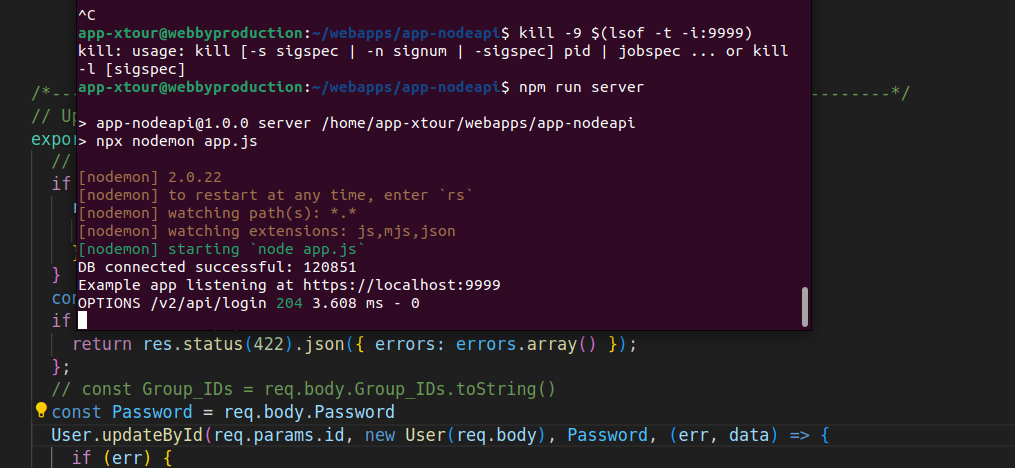 ^C
app-xtour@webbyproduction:~/webapps/app-nodeapi$ kill -9 $(lsof -t -i:9999)
kill: usage: kill [-s sigspec | -n signum | -sigspec] pid | jobspec ... or kill
-l [sigspec]
app-xtour@webbyproduction:~/webapps/app-nodeapi$ npm run server
> app-nodeapi@1.0.0 server /home/app-xtour/webapps/app-nodeapi
> npx nodemon app.js
[nodemon] 2.0.22
[nodemon] to restart at any time, enter `rs`
[nodemon] watching path(s): *.*
[nodemon] watching extensions: js,mjs,json
[nodemon] starting `node app.js`
DB connected successful: 120851
Example app listening at https://localhost:9999
OPTIONS /v2/api/login 204 3.608 ms - 0
/*-- --------*/
//
//
if
}
if
return res.status(422).json({ errors: errors.array() });
};
// const Group_IDs = req.body.Group_IDs.toString()
const Password = req.body.Password
User.updateById(req.params.id, new User(req.body), Password, (err, data) => {
if (err) {